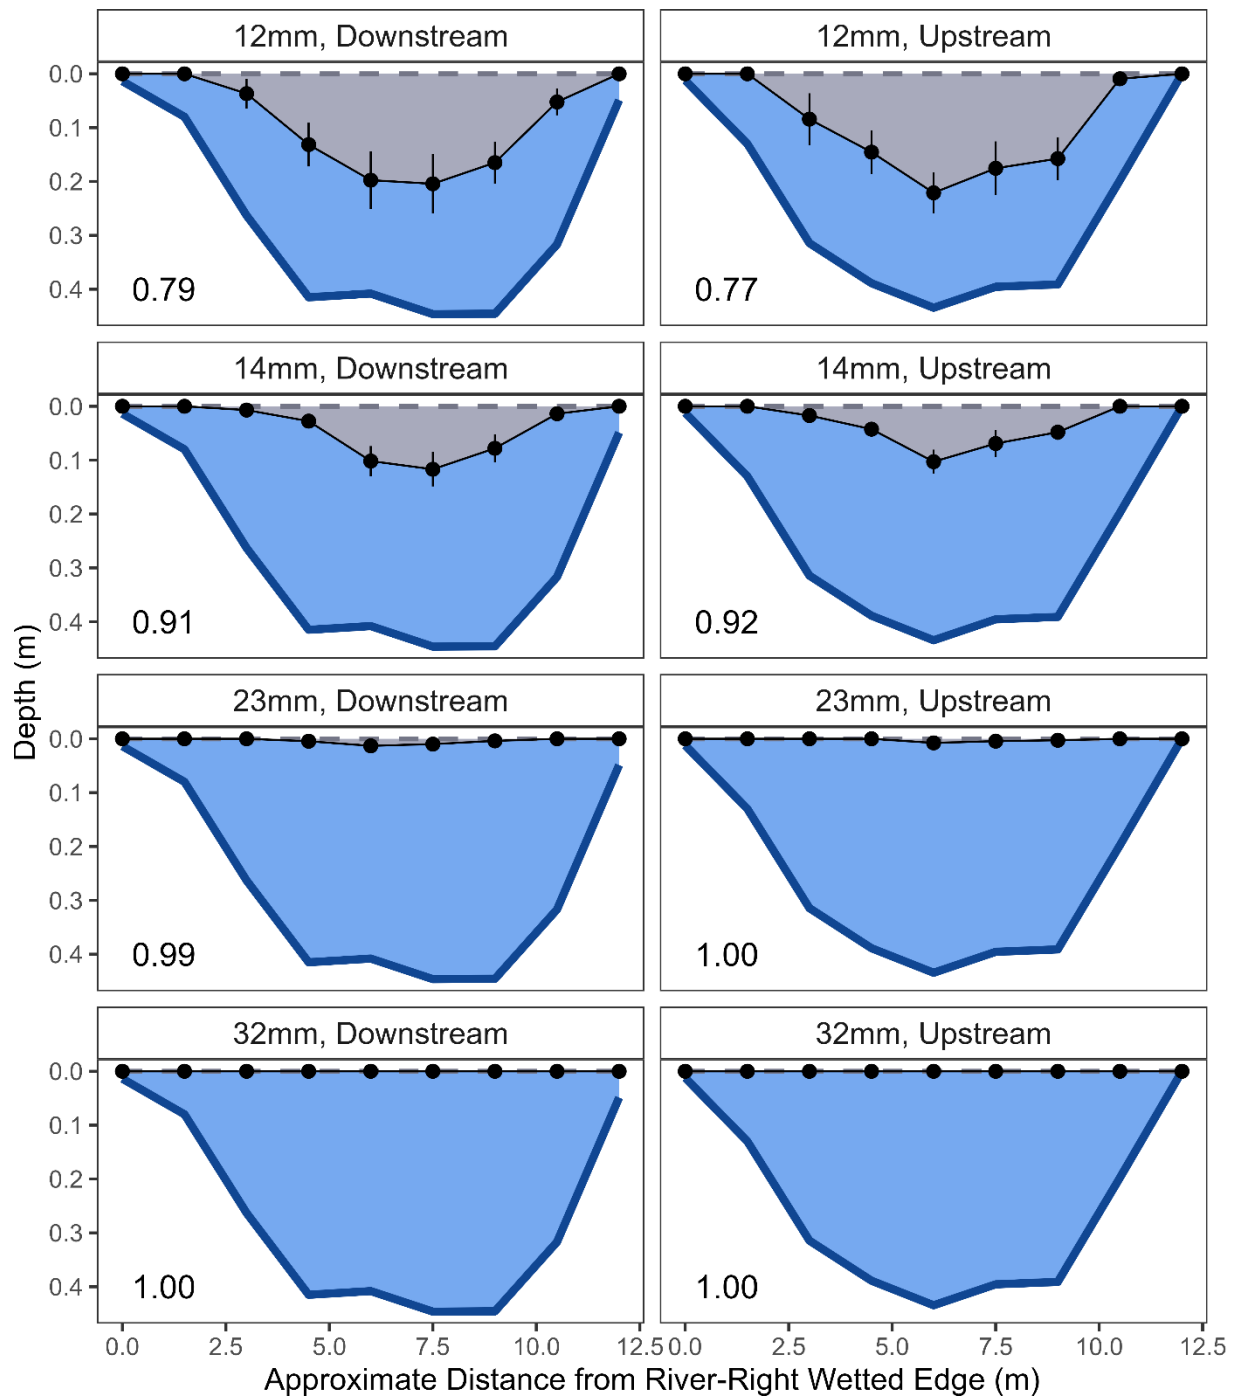 12mm, Downstream
12mm, Upstream
0.0
0.1
0.2
0.3
0.4
0.79
0.77
14mm, Downstream
14mm, Upstream
0.0
0.1
0.2
0.3
0.4
0.91
0.92
23mm, Downstream
23mm, Upstream
0.0
0.1
0.2
0.3
0.4
0.99
1.00
32mm, Downstream
32mm, Upstream
0.0
0.1
0.2
0.3
0.4
1.00
1.00
Depth (m)
0.0 2.5 5.0 7.5 10.0 12.5
0.0 2.5 5.0 7.5 10.0 12.5
Approximate Distance from River-Right Wetted Edge (m)